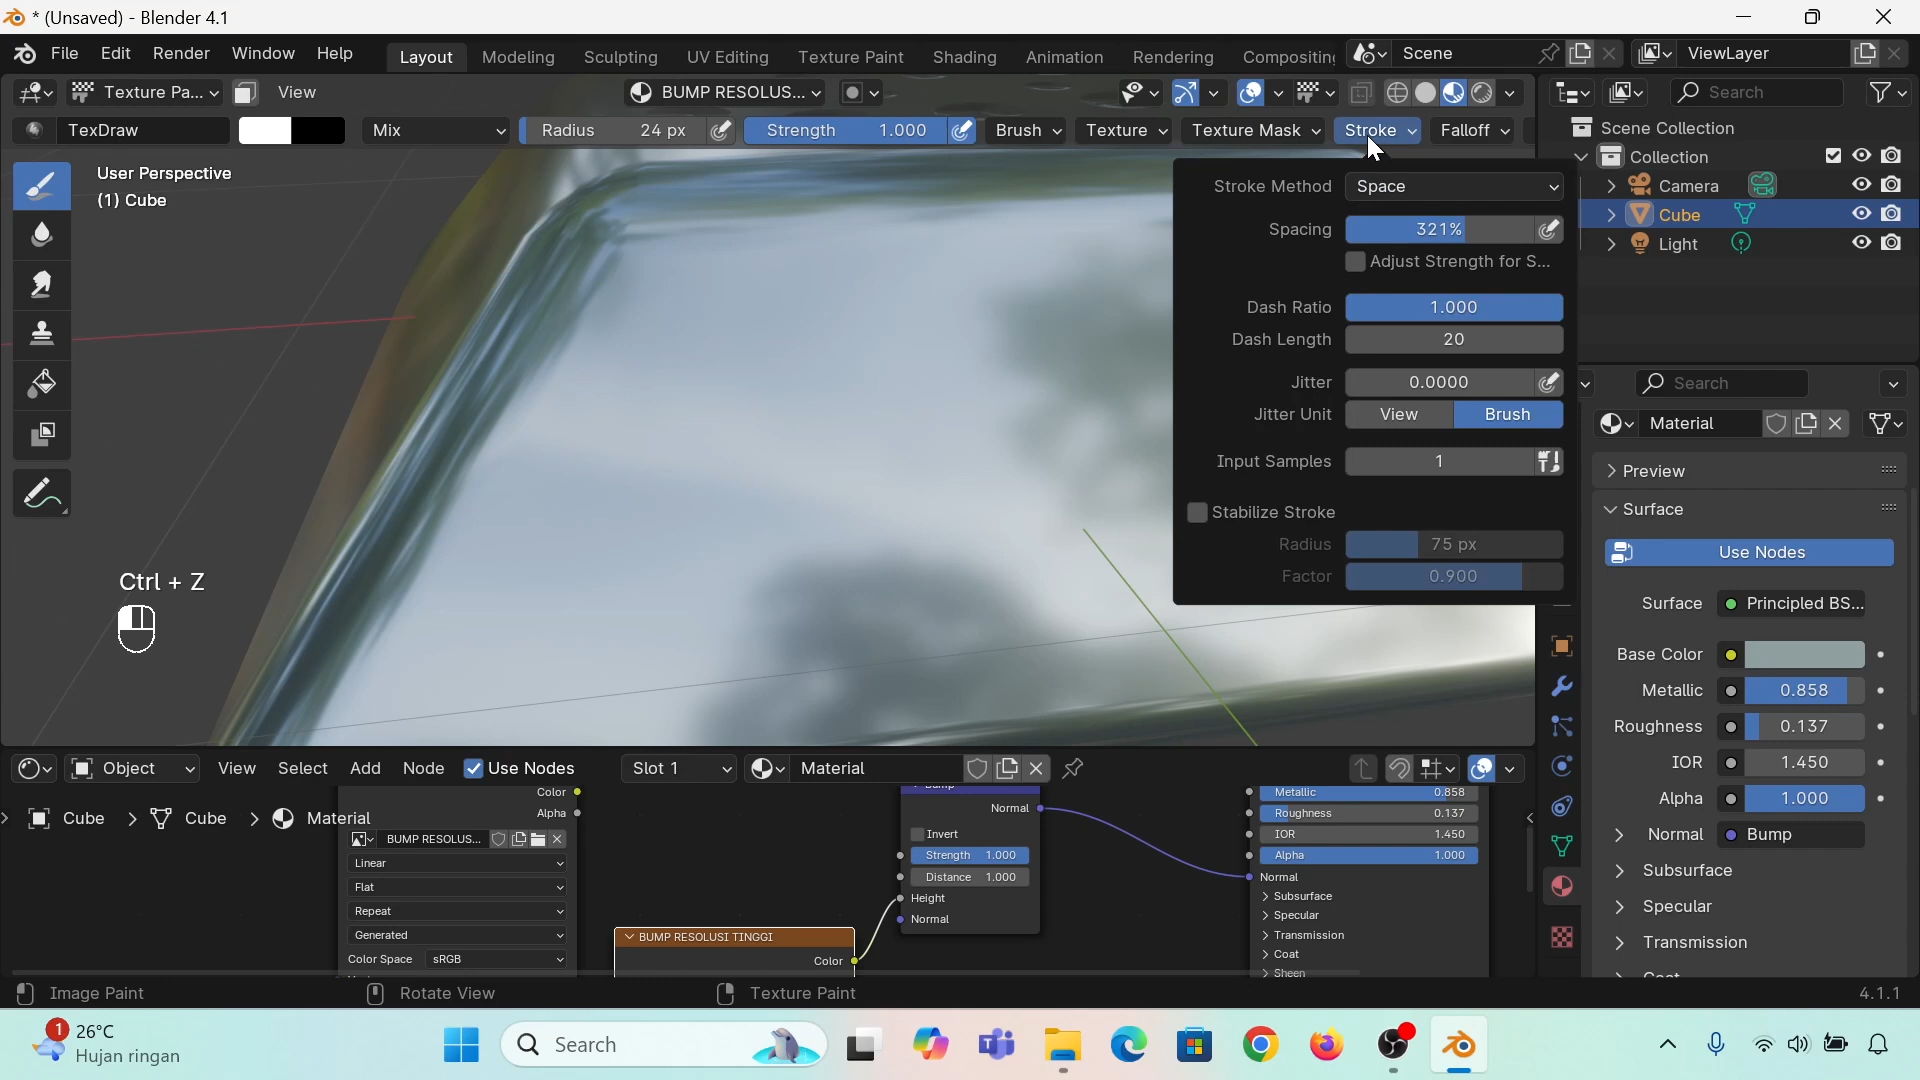 * (Unsaved) - Blender 4.1
File Edit Render Window Help Layout Modeling Sculpting UV Editing Texture Paint Shading Animation Rendering Compositing Scene ViewLayer
Texture Pa... View BUMP RESOLUS... Search
TexDraw Mix Radius 24 px Strength 1.000 Brush Texture Texture Mask Stroke Falloff
Scene Collection
Collection
Camera
Cube
Light
User Perspective
(1) Cube
Stroke Method Space
Spacing 321%
Adjust Strength for S...
Dash Ratio 1.000
Dash Length 20
Jitter 0.0000
Jitter Unit View Brush
Input Samples 1
Stabilize Stroke
Radius 75 px
Factor 0.900
Ctrl + Z
Search
Material
Preview
Surface
Use Nodes
Surface Principled BS...
Base Color
Metallic 0.858
Roughness 0.137
IOR 1.450
Alpha 1.000
Normal Bump
Subsurface
Specular
Transmission
Coat
Object View Select Add Node Use Nodes Slot 1 Material
Cube Cube Material
Color
Alpha
BUMP RESOLUS...
Linear
Flat
Repeat
Generated
Color Space sRGB
BUMP RESOLUSI TINGGI
Color
Bump
Normal
Invert
Strength 1.000
Distance 1.000
Height
Normal
Metallic 0.858
Roughness 0.137
IOR 1.450
Alpha 1.000
Normal
Subsurface
Specular
Transmission
Coat
Sheen
Image Paint Rotate View Texture Paint 4.1.1
1 26°C
Hujan ringan
Search